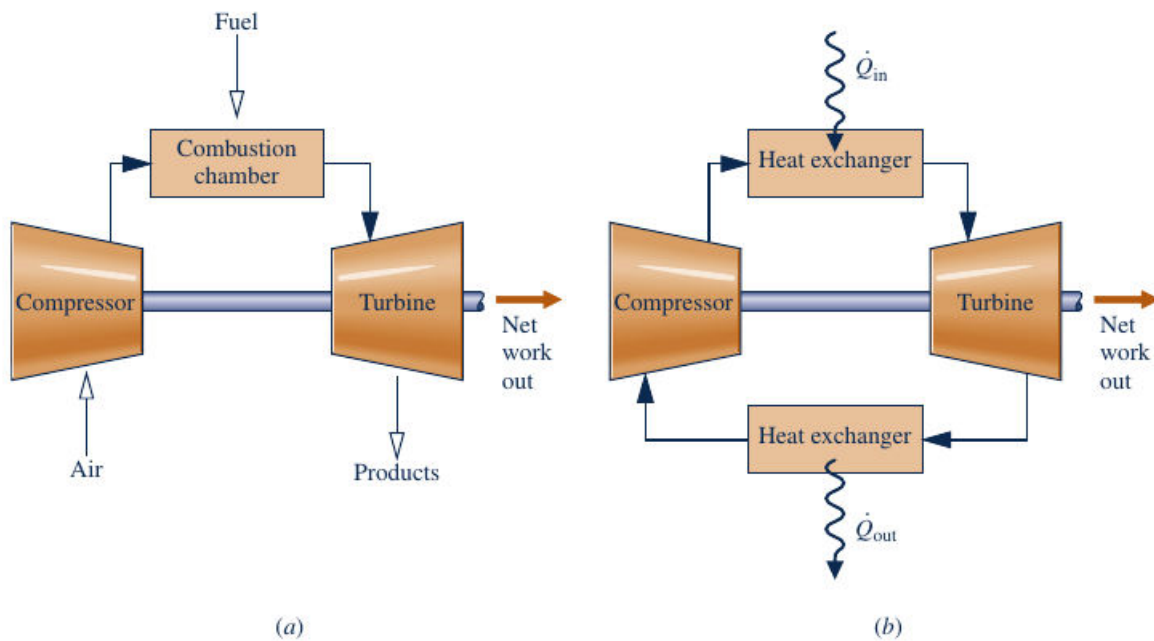 Fuel
Combustion
chamber
Compressor
Turbine
Net
work
out
Air
Products
(a)
Q̇in
Heat exchanger
Compressor
Turbine
Net
work
out
Heat exchanger
Q̇out
(b)